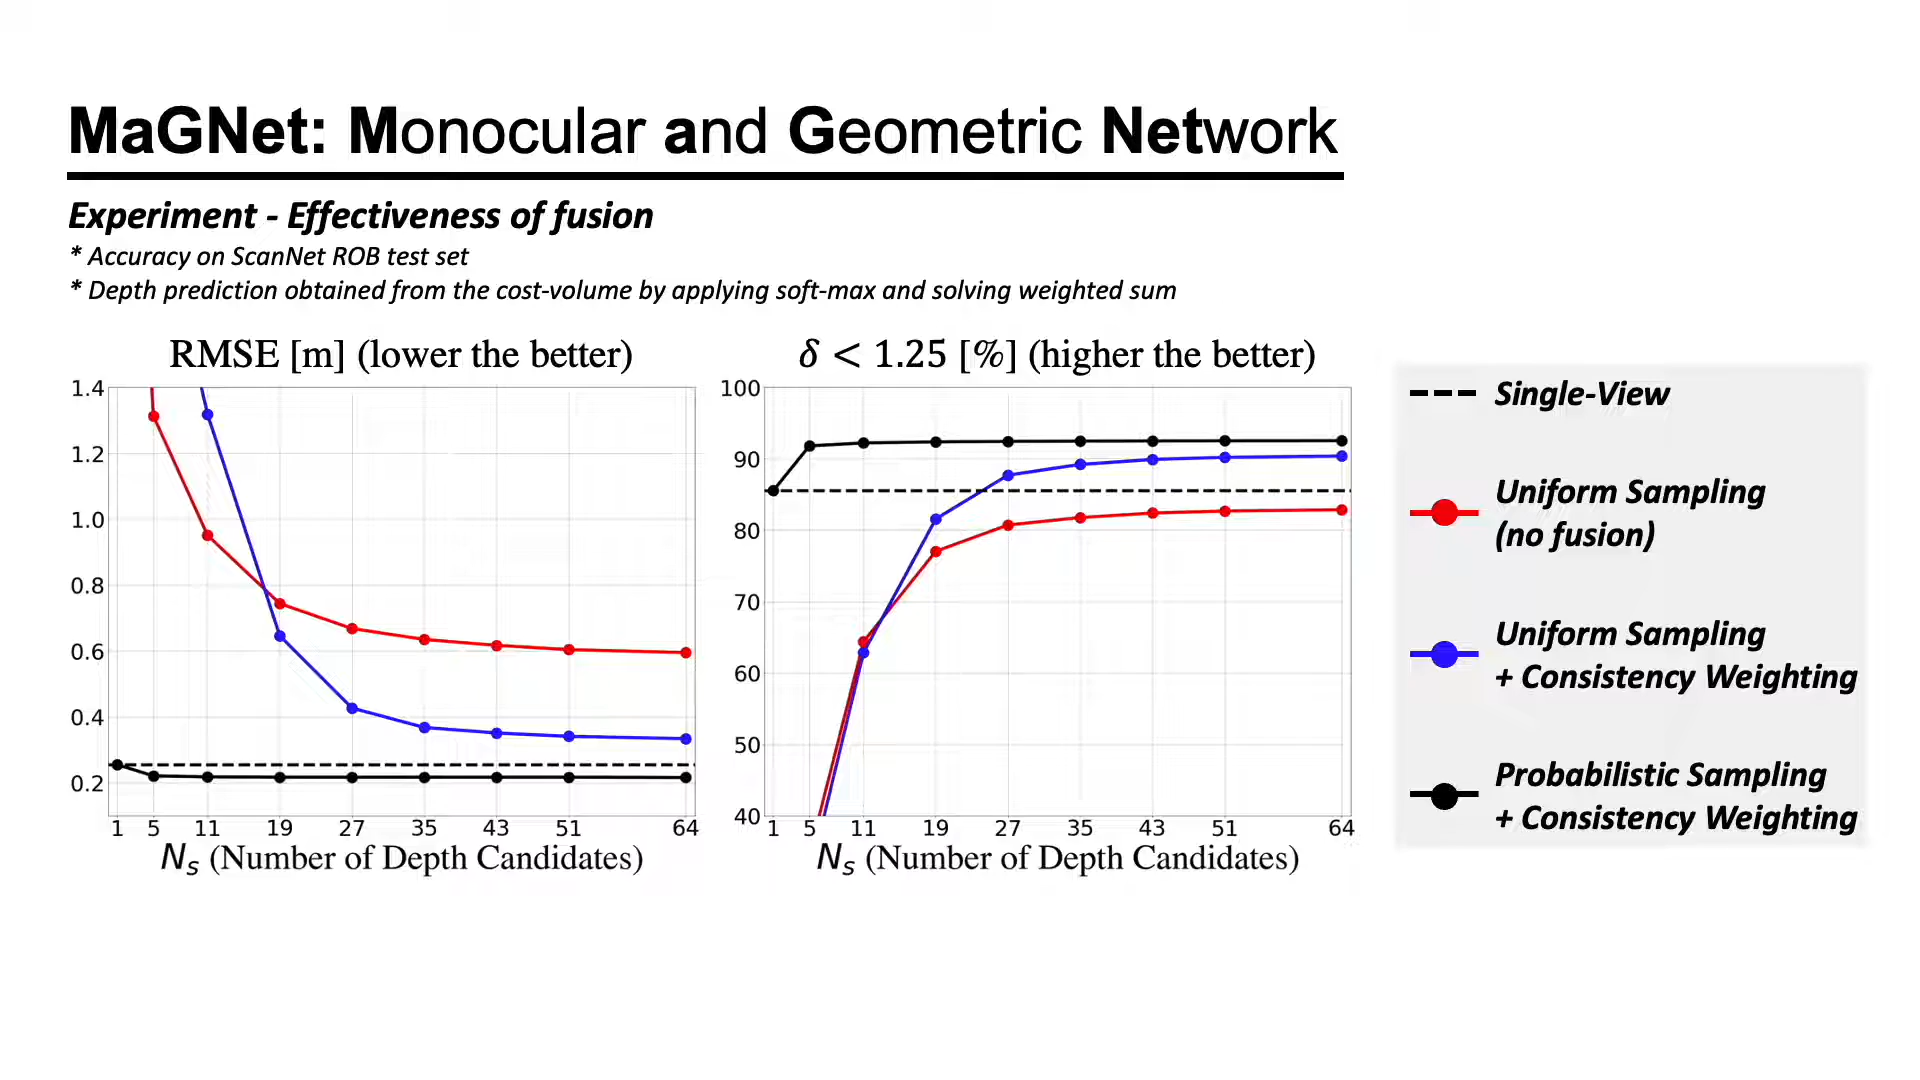 MaGNet: Monocular and Geometric Network
Experiment - Effectiveness of fusion
* Accuracy on ScanNet ROB test set
* Depth prediction obtained from the cost-volume by applying soft-max and solving weighted sum
RMSE [m] (lower the better)
1.4
1.2
1.0
0.8
0.6
0.4
0.2
1 5 11 19 27 35 43 51 64
Ns (Number of Depth Candidates)
δ < 1.25 [%] (higher the better)
100
90
80
70
60
50
40
1 5 11 19 27 35 43 51 64
Ns (Number of Depth Candidates)
Single-View
Uniform Sampling
(no fusion)
Uniform Sampling
+ Consistency Weighting
Probabilistic Sampling
+ Consistency Weighting